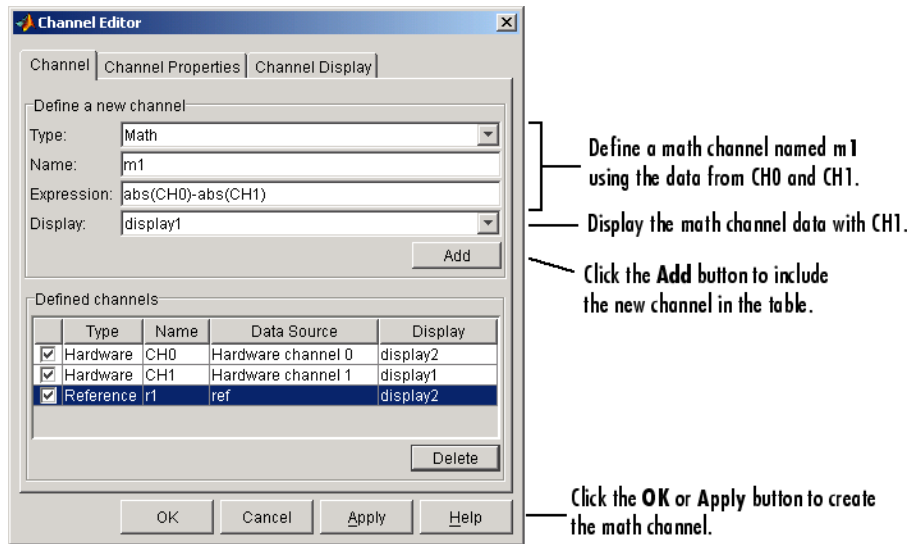 Channel Editor
Channel Channel Properties Channel Display
Define a new channel
Type: Math
Name: m1
Expression: abs(CH0)-abs(CH1)
Display: display1
Add
Define a math channel named m1
using the data from CH0 and CH1.
Display the math channel data with CH1.
Click the Add button to include
the new channel in the table.
Defined channels
Type Name Data Source Display
Hardware CH0 Hardware channel 0 display2
Hardware CH1 Hardware channel 1 display1
Reference r1 ref display2
Delete
OK Cancel Apply Help
Click the OK or Apply button to create
the math channel.